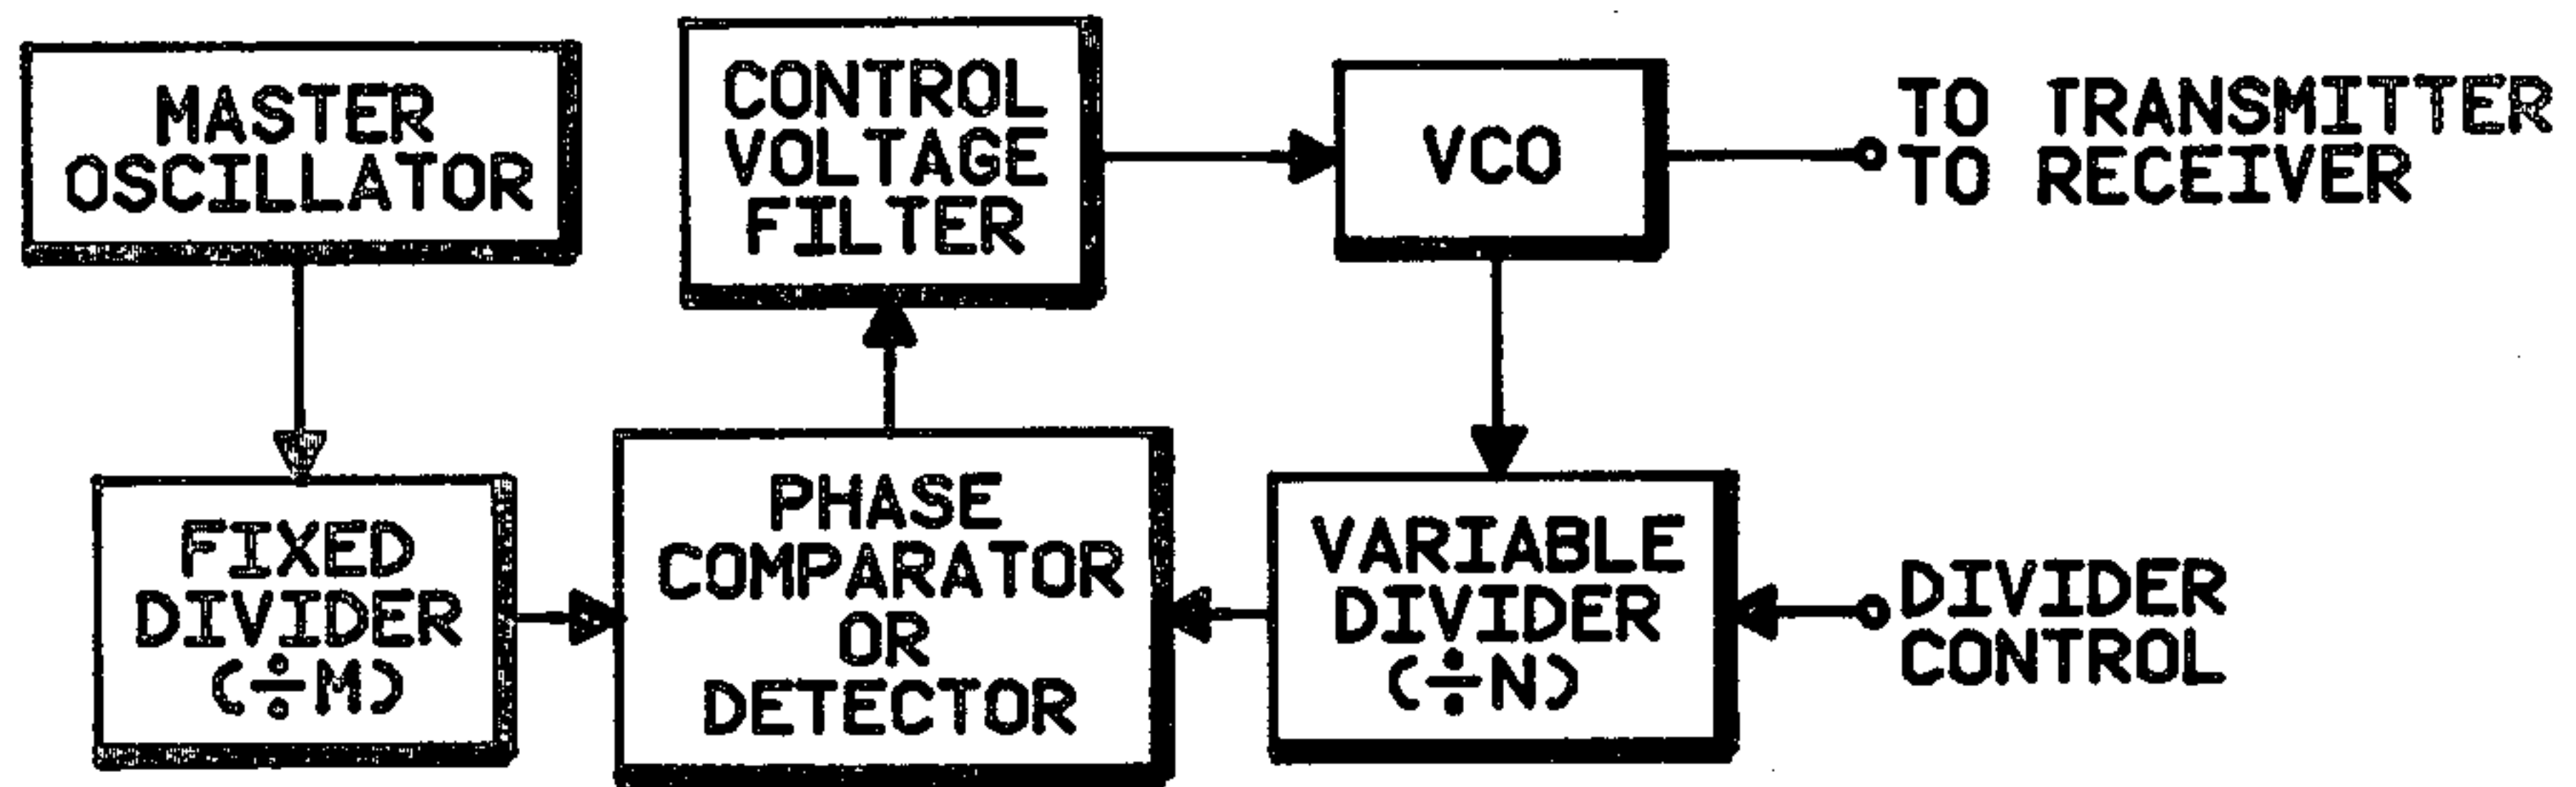 MASTER
OSCILLATOR
CONTROL
VOLTAGE
FILTER
VCO
TO TRANSMITTER
TO RECEIVER
FIXED
DIVIDER
(÷M)
PHASE
COMPARATOR
OR
DETECTOR
VARIABLE
DIVIDER
(÷N)
DIVIDER
CONTROL